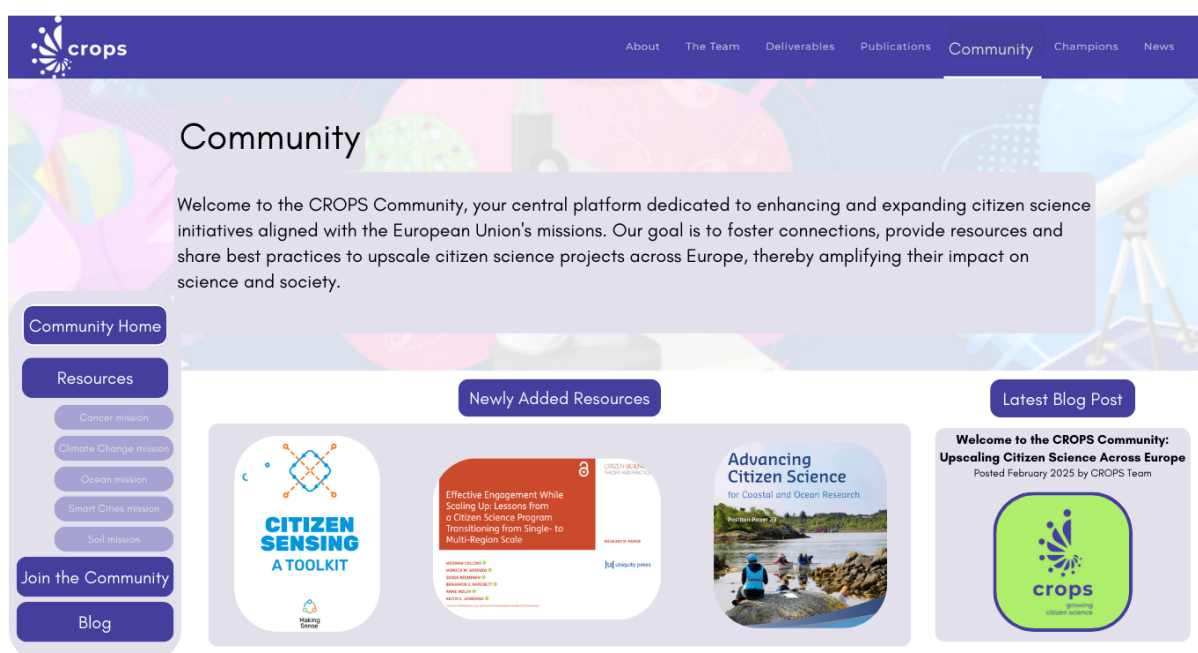 crops
About
The Team
Deliverables
Publications
Community
Champions
News
Community
Welcome to the CROPS Community, your central platform dedicated to enhancing and expanding citizen science
initiatives aligned with the European Union's missions. Our goal is to foster connections, provide resources and
share best practices to upscale citizen science projects across Europe, thereby amplifying their impact on
science and society.
Community Home
Resources
Cancer mission
Climate Change mission
Ocean mission
Smart Cities mission
Soil mission
Join the Community
Blog
Newly Added Resources
CITIZEN
SENSING
A TOOLKIT
Making
Sense
Effective Engagement While
Scaling Up: Lessons from
a Citizen Science Program
Transitioning from Single- to
Multi-Region Scale
RESEARCH PAPER
]u[ ubiquity press
Advancing
Citizen Science
for Coastal and Ocean Research
Position Paper 23
Latest Blog Post
Welcome to the CROPS Community:
Upscaling Citizen Science Across Europe
Posted February 2025 by CROPS Team
crops
growing
citizen science